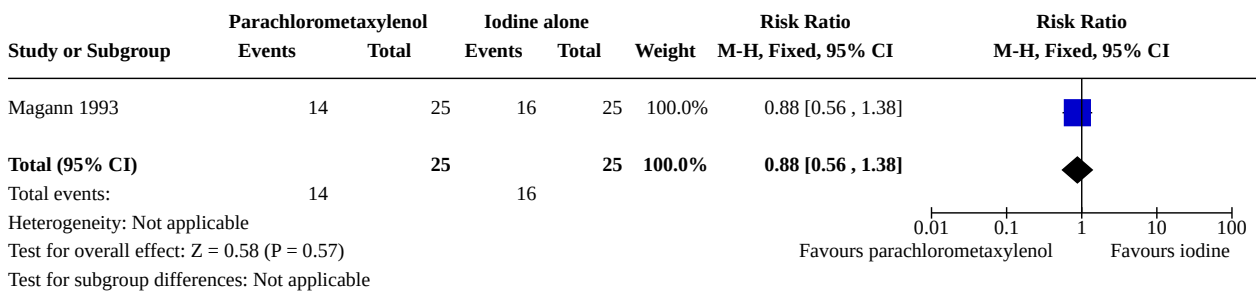 Parachlorometaxylenol Iodine alone Risk Ratio Risk Ratio
Study or Subgroup Events Total Events Total Weight M-H, Fixed, 95% CI M-H, Fixed, 95% CI
Magann 1993 14 25 16 25 100.0% 0.88 [0.56 , 1.38]
Total (95% CI) 25 25 100.0% 0.88 [0.56 , 1.38]
Total events: 14 16
Heterogeneity: Not applicable
0.01 0.1 1 10 100
Test for overall effect: Z = 0.58 (P = 0.57) Favours parachlorometaxylenol Favours iodine
Test for subgroup differences: Not applicable